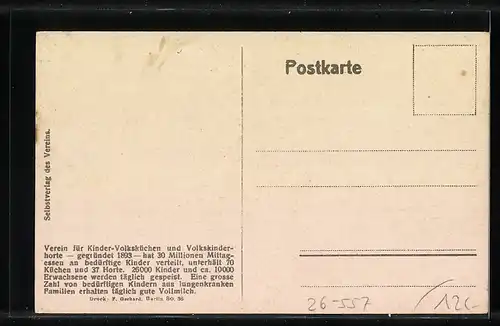 Postkarte
Selbstverlag des Vereins.
Verein für Kinder-Volksküchen und Volkskinder-
horte — gegründet 1893 — hat 30 Millionen Mittag-
essen an bedürftige Kinder verteilt, unterhält 70
Küchen und 37 Horte. 25000 Kinder und ca. 10000
Erwachsene werden täglich gespeist. Eine grosse
Zahl von bedürftigen Kindern aus lungenkranken
Familien erhalten täglich gute Vollmilch.
Druck: F. Gerhard, Berlin SO. 36
26-557